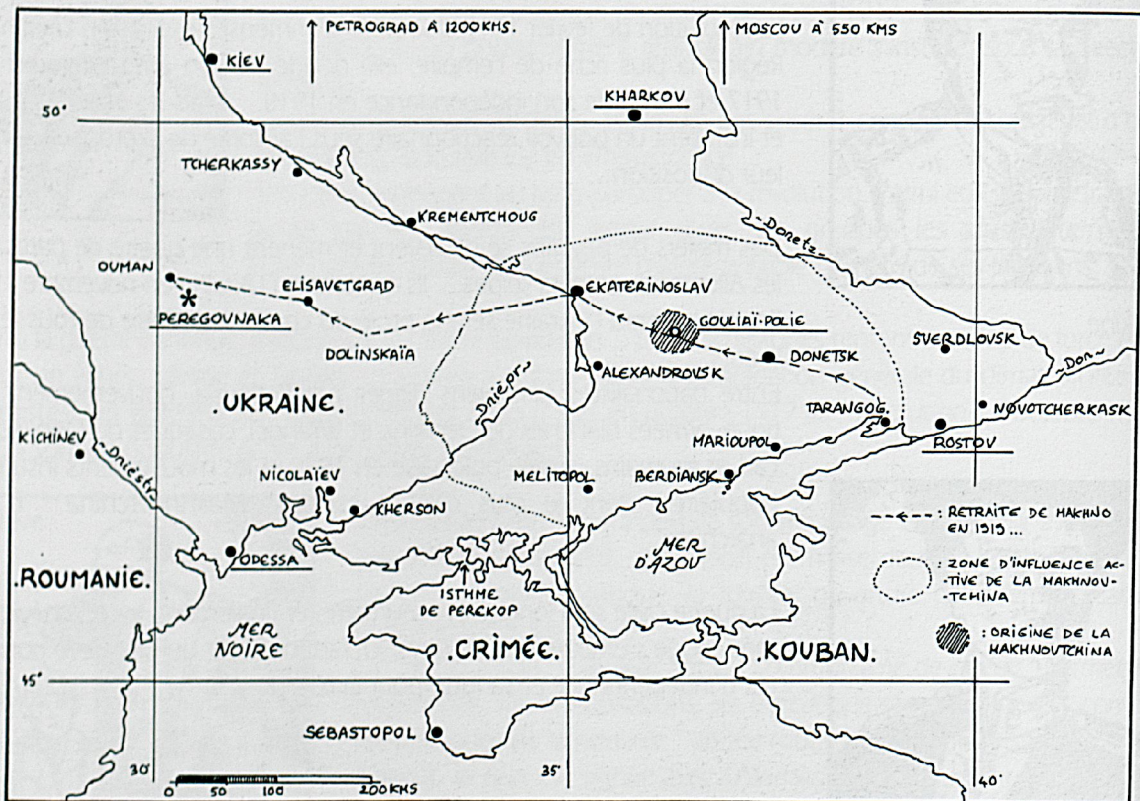 PETROGRAD à 1200KMS.
MOSCOU À 550 KMS
KIEV
KHARKOV
50°
TCHERKASSY
KREMENTCHOUG
Donetz
OUMAN
ELISAVETGRAD
EKATERINOSLAV
*
PEREGOVNAKA
GOULIAÏ-POLIE
SVERDLOVSK
Don
DOLINSKAÏA
DONETSK
ALEXANDROVSK
.UKRAINE.
Dnièpr
TARANGOG.
NOVOTCHERKASK
KICHINEV
Dniéstr
MARIOUPOL
ROSTOV
NICOLAÏEV
MELITOPOL
BERDIANSK
KHERSON
: RETRAITE DE MAKHNO
EN 1919...
ODESSA
MER
D'AZOV
: ZONE D'INFLUENCE AC-
-TIVE DE LA MAKHNOU-
-TCHINA
.ROUMANIE.
ISTHME
DE PERCKOP
MER
NOIRE
.CRIMÉE.
KOUBAN.
: ORIGINE DE LA
MAKHNOUTCHINA
45°
SEBASTOPOL
30°
35°
40°
0 50 100 200 KMS